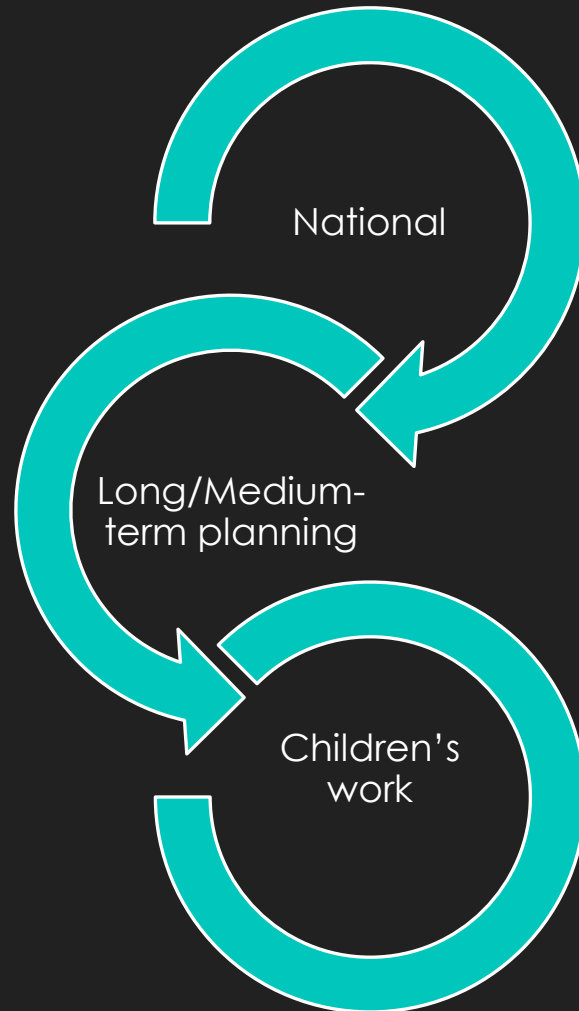 National
Long/Medium-
term planning
Children’s
work